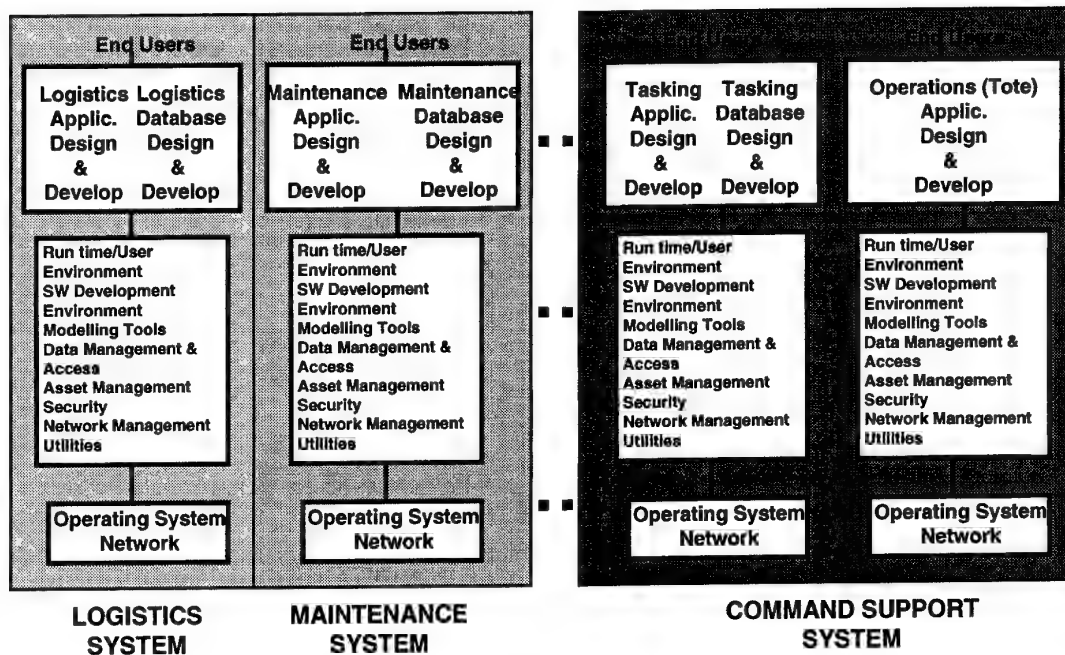 End Users
Logistics Logistics
Applic. Database
Design Design
& &
Develop Develop
Run time/User
Environment
SW Development
Environment
Modelling Tools
Data Management &
Access
Asset Management
Security
Network Management
Utilities
Operating System
Network
LOGISTICS
SYSTEM
End Users
Maintenance Maintenance
Applic. Database
Design Design
& &
Develop Develop
Run time/User
Environment
SW Development
Environment
Modelling Tools
Data Management &
Access
Asset Management
Security
Network Management
Utilities
Operating System
Network
MAINTENANCE
SYSTEM
End Users
Tasking Tasking
Applic. Database
Design Design
& &
Develop Develop
Run time/User
Environment
SW Development
Environment
Modelling Tools
Data Management &
Access
Asset Management
Security
Network Management
Utilities
Operating System
Network
End Users
Operations (Tote)
Applic.
Design
&
Develop
Run time/User
Environment
SW Development
Environment
Modelling Tools
Data Management &
Access
Asset Management
Security
Network Management
Utilities
Operating System
Network
COMMAND SUPPORT
SYSTEM